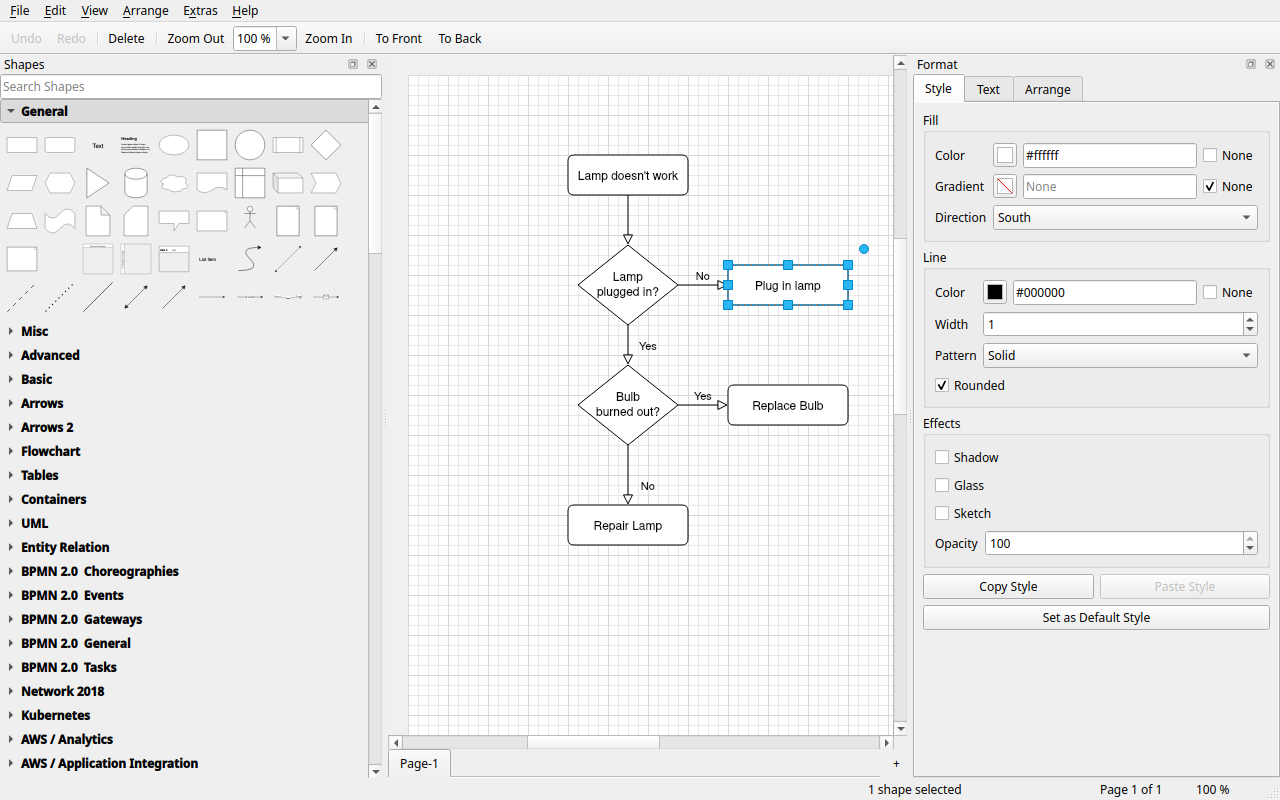 File Edit View Arrange Extras Help
Undo Redo Delete Zoom Out 100 % Zoom In To Front To Back
Shapes
Search Shapes
General
Text
Heading
List Item
Misc
Advanced
Basic
Arrows
Arrows 2
Flowchart
Tables
Containers
UML
Entity Relation
BPMN 2.0 Choreographies
BPMN 2.0 Events
BPMN 2.0 Gateways
BPMN 2.0 General
BPMN 2.0 Tasks
Network 2018
Kubernetes
AWS / Analytics
AWS / Application Integration
Lamp doesn't work
Lamp
plugged in?
No
Plug in lamp
Yes
Bulb
burned out?
Yes
Replace Bulb
No
Repair Lamp
Page-1
+
Format
Style Text Arrange
Fill
Color #ffffff None
Gradient None None
Direction South
Line
Color #000000 None
Width 1
Pattern Solid
Rounded
Effects
Shadow
Glass
Sketch
Opacity 100
Copy Style Paste Style
Set as Default Style
1 shape selected Page 1 of 1 100 %